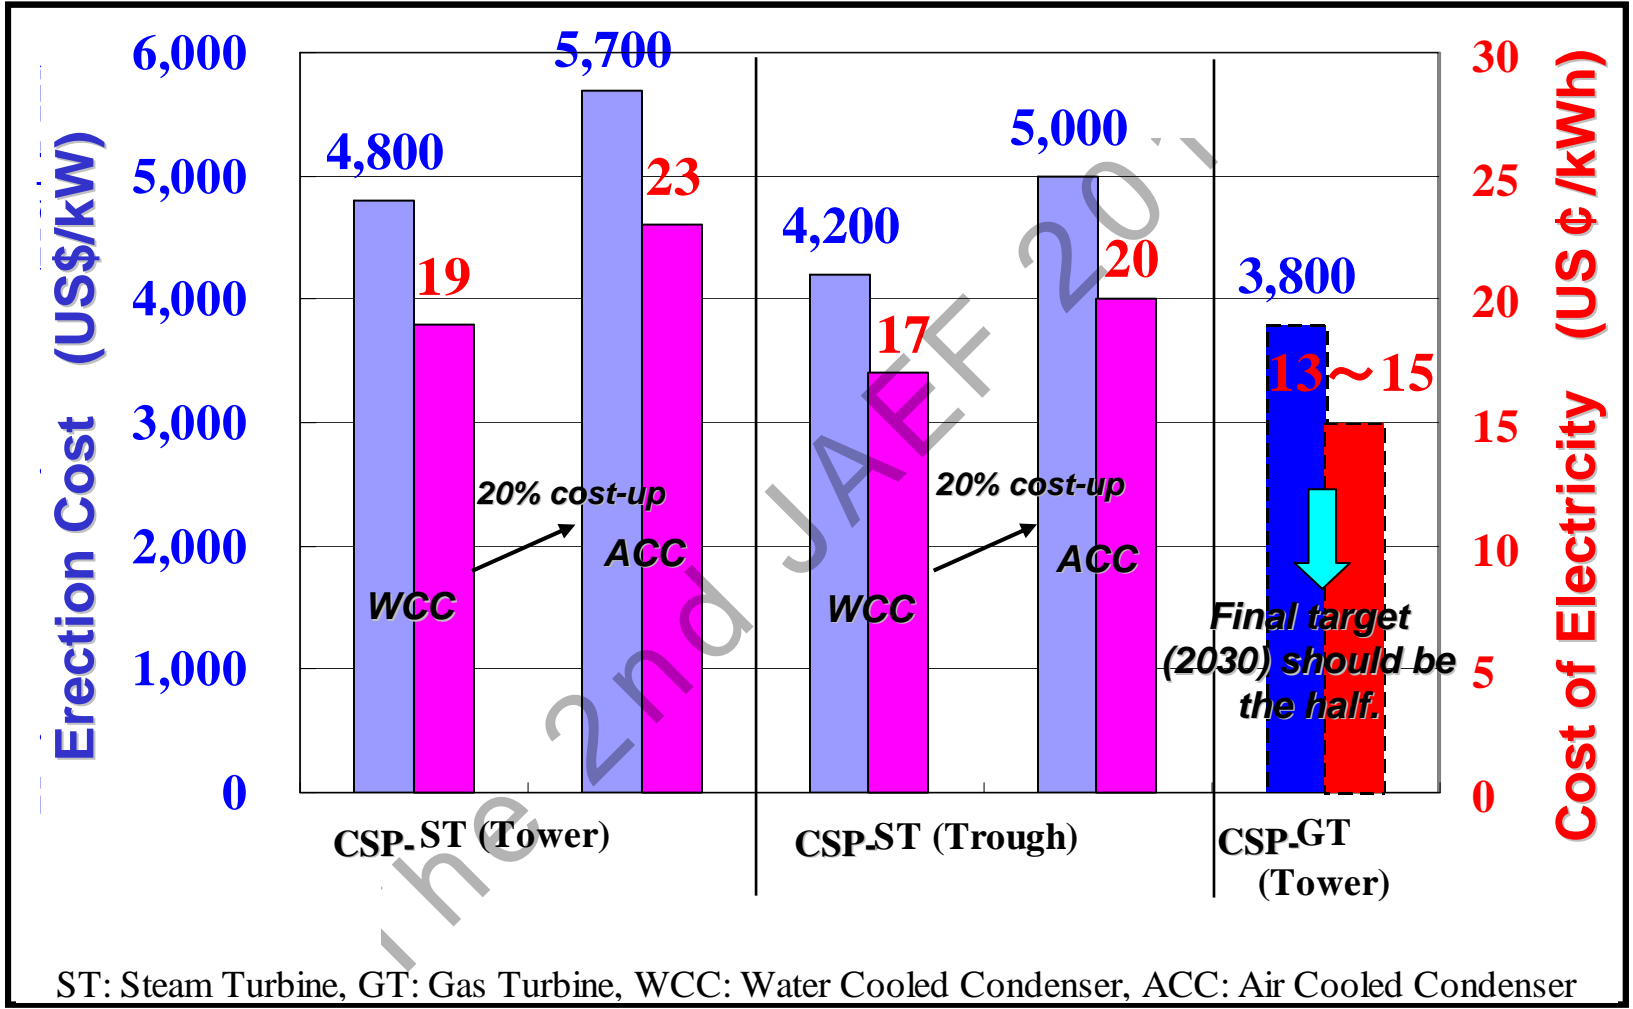 Erection Cost (US$/kW)
6,000
5,000
4,000
3,000
2,000
1,000
0
4,800
19
5,700
23
4,200
17
5,000
20
3,800
13～15
20% cost-up
WCC
ACC
20% cost-up
WCC
ACC
Final target
(2030) should be
the half.
30
25
20
15
10
5
0
Cost of Electricity (US ¢/kWh)
CSP-ST (Tower)
CSP-ST (Trough)
CSP-GT
(Tower)
he 2nd JAEF
ST: Steam Turbine, GT: Gas Turbine, WCC: Water Cooled Condenser, ACC: Air Cooled Condenser